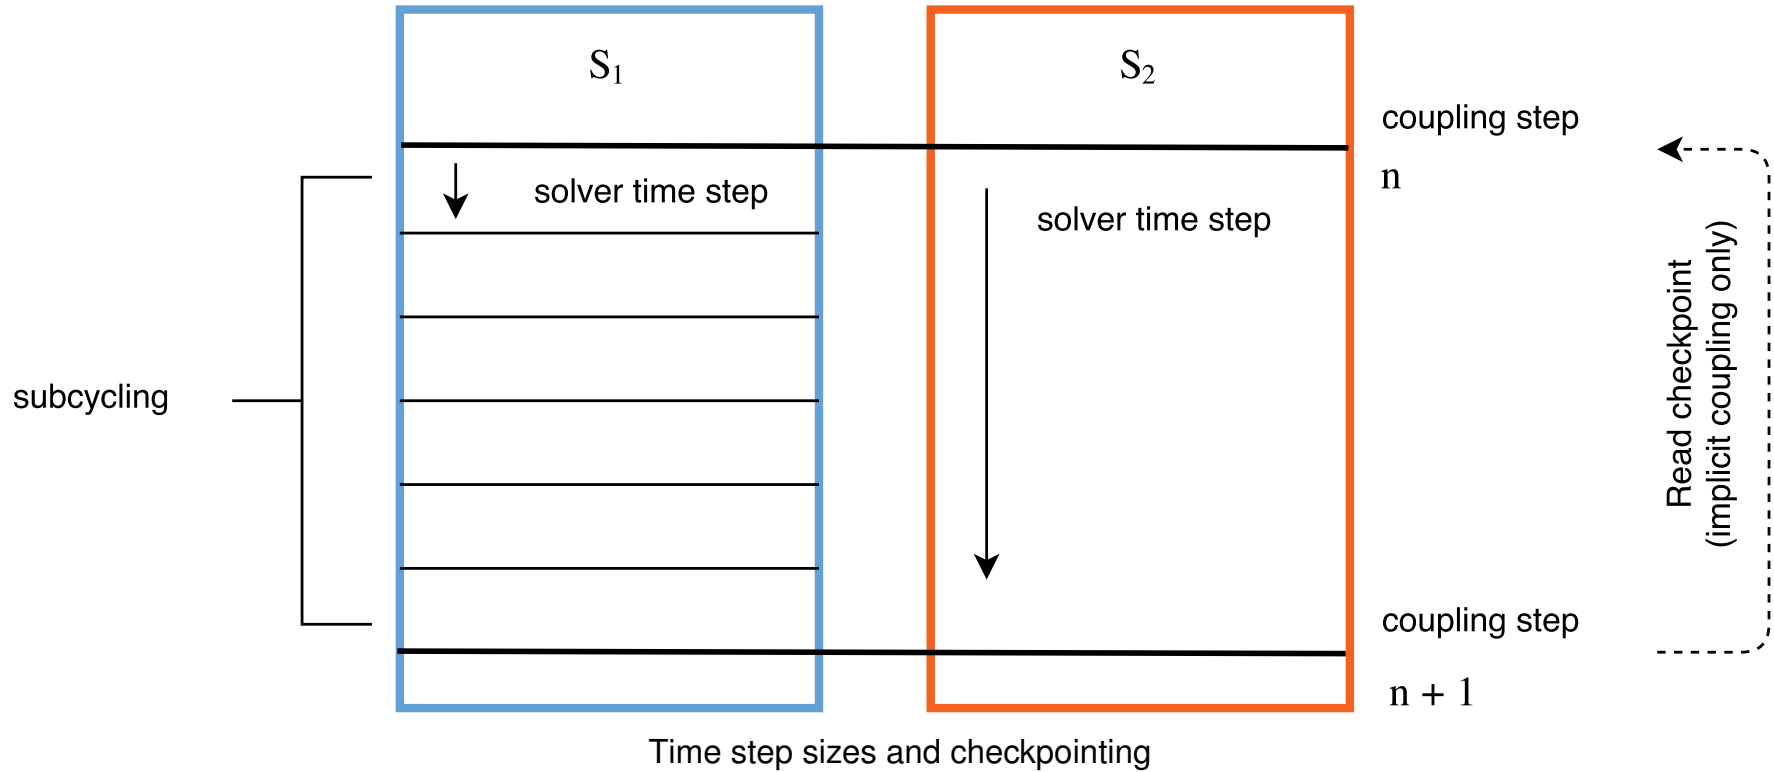 S₁
S₂
coupling step
n
solver time step
solver time step
subcycling
Read checkpoint
(implicit coupling only)
coupling step
n + 1
Time step sizes and checkpointing